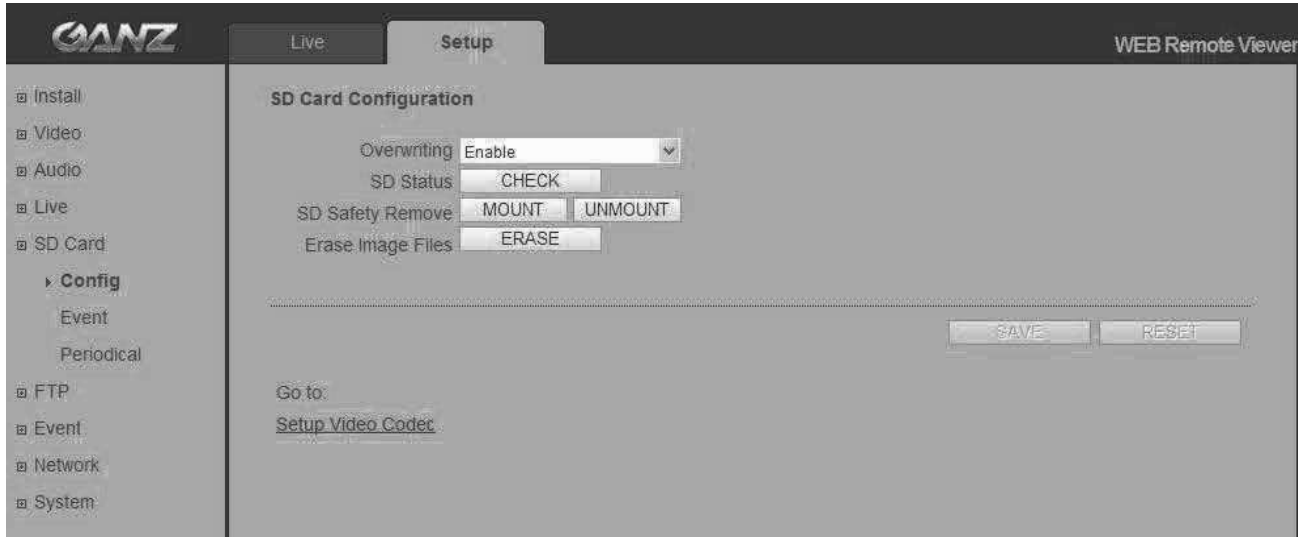 GANZ
Live
Setup
WEB Remote Viewer
Install
Video
Audio
Live
SD Card
Config
Event
Periodical
FTP
Event
Network
System
SD Card Configuration
Overwriting Enable
SD Status CHECK
SD Safety Remove MOUNT UNMOUNT
Erase Image Files ERASE
SAVE RESET
Go to:
Setup Video Codec